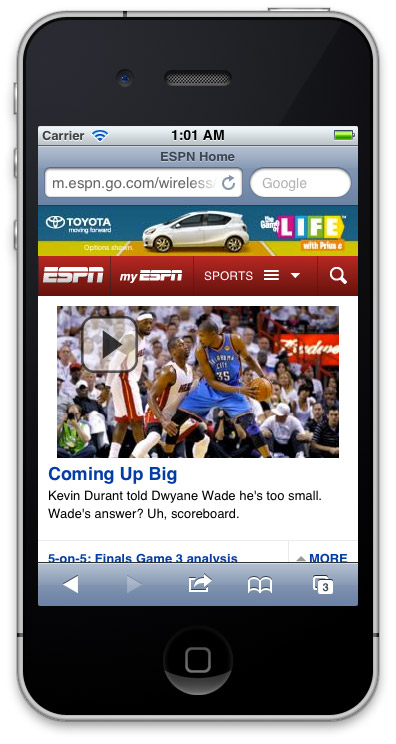 Carrier 1:01 AM
ESPN Home
m.espn.go.com/wireless/ Google
TOYOTA
moving forward
Options shown.
the Game of LIFE
with Prius c
ESPN my ESPN SPORTS
HEAT OKLAHOMA CITY 35
Budweiser
Coming Up Big
Kevin Durant told Dwyane Wade he's too small.
Wade's answer? Uh, scoreboard.
5-on-5: Finals Game 3 analysis MORE
3